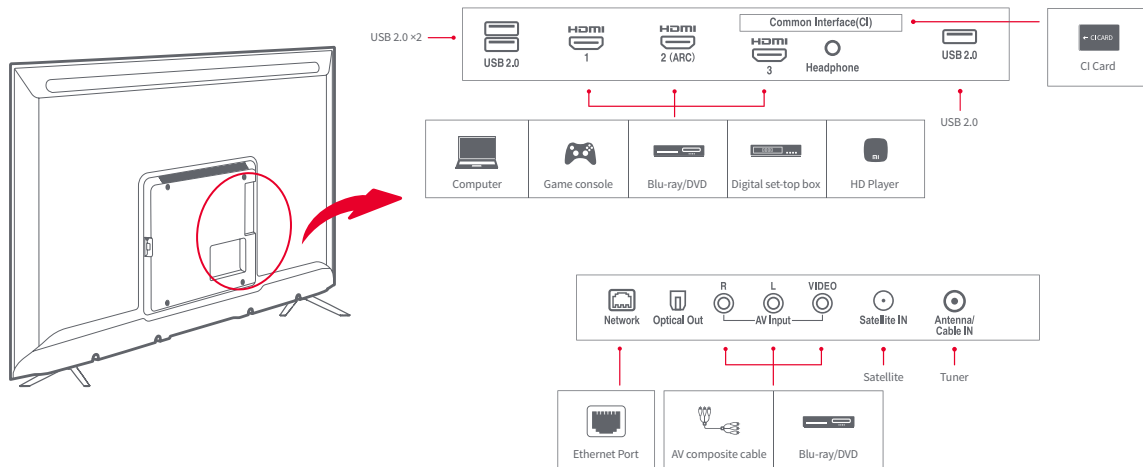 USB 2.0 ×2
USB 2.0
HDMI
1
HDMI
2 (ARC)
Common Interface(CI)
HDMI
3
Headphone
USB 2.0
← CI CARD
CI Card
USB 2.0
Computer
Game console
Blu-ray/DVD
Digital set-top box
mi
HD Player
Network
Optical Out
R
L
VIDEO
AV Input
Satellite IN
Antenna/
Cable IN
Satellite
Tuner
Ethernet Port
AV composite cable
Blu-ray/DVD